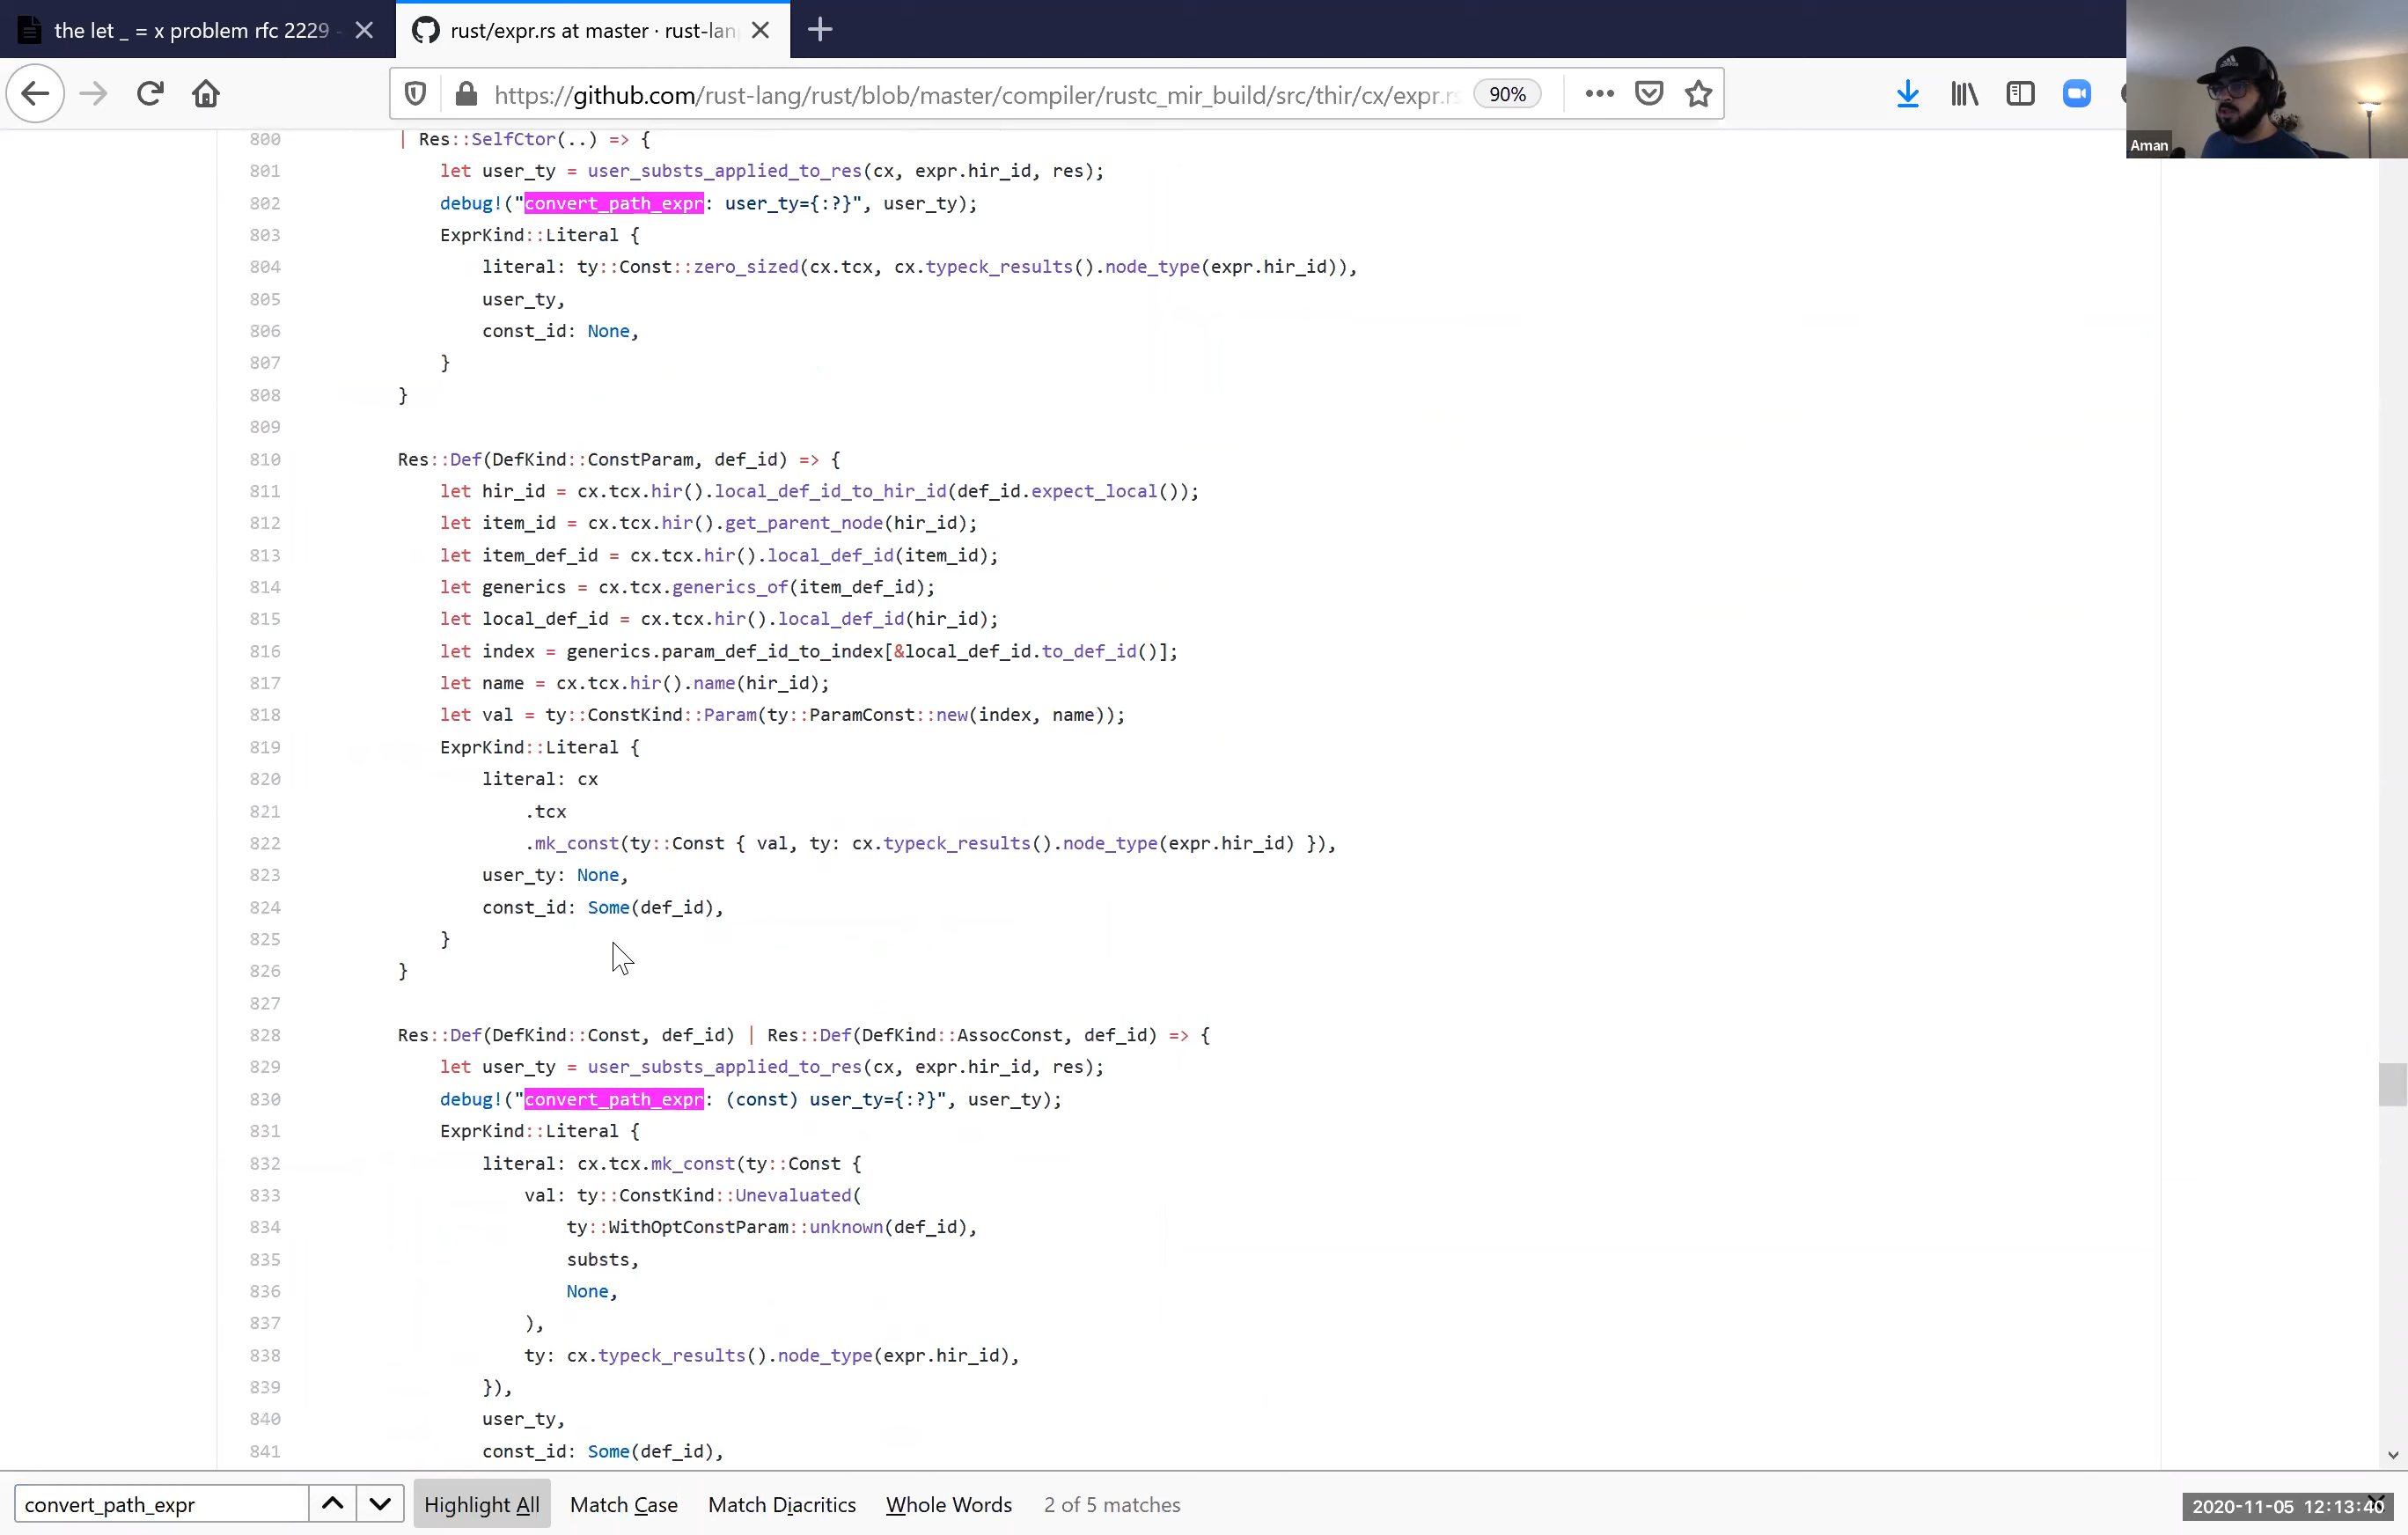 the let _ = x problem rfc 2229 -
rust/expr.rs at master · rust-lan
https://github.com/rust-lang/rust/blob/master/compiler/rustc_mir_build/src/thir/cx/expr.rs
90%
Aman
800 | Res::SelfCtor(..) => {
801 let user_ty = user_substs_applied_to_res(cx, expr.hir_id, res);
802 debug!("convert_path_expr: user_ty={:?}", user_ty);
803 ExprKind::Literal {
804 literal: ty::Const::zero_sized(cx.tcx, cx.typeck_results().node_type(expr.hir_id)),
805 user_ty,
806 const_id: None,
807 }
808 }
809
810 Res::Def(DefKind::ConstParam, def_id) => {
811 let hir_id = cx.tcx.hir().local_def_id_to_hir_id(def_id.expect_local());
812 let item_id = cx.tcx.hir().get_parent_node(hir_id);
813 let item_def_id = cx.tcx.hir().local_def_id(item_id);
814 let generics = cx.tcx.generics_of(item_def_id);
815 let local_def_id = cx.tcx.hir().local_def_id(hir_id);
816 let index = generics.param_def_id_to_index[&local_def_id.to_def_id()];
817 let name = cx.tcx.hir().name(hir_id);
818 let val = ty::ConstKind::Param(ty::ParamConst::new(index, name));
819 ExprKind::Literal {
820 literal: cx
821 .tcx
822 .mk_const(ty::Const { val, ty: cx.typeck_results().node_type(expr.hir_id) }),
823 user_ty: None,
824 const_id: Some(def_id),
825 }
826 }
827
828 Res::Def(DefKind::Const, def_id) | Res::Def(DefKind::AssocConst, def_id) => {
829 let user_ty = user_substs_applied_to_res(cx, expr.hir_id, res);
830 debug!("convert_path_expr: (const) user_ty={:?}", user_ty);
831 ExprKind::Literal {
832 literal: cx.tcx.mk_const(ty::Const {
833 val: ty::ConstKind::Unevaluated(
834 ty::WithOptConstParam::unknown(def_id),
835 substs,
836 None,
837 ),
838 ty: cx.typeck_results().node_type(expr.hir_id),
839 }),
840 user_ty,
841 const_id: Some(def_id),
convert_path_expr Highlight All Match Case Match Diacritics Whole Words 2 of 5 matches
2020-11-05 12:13:40